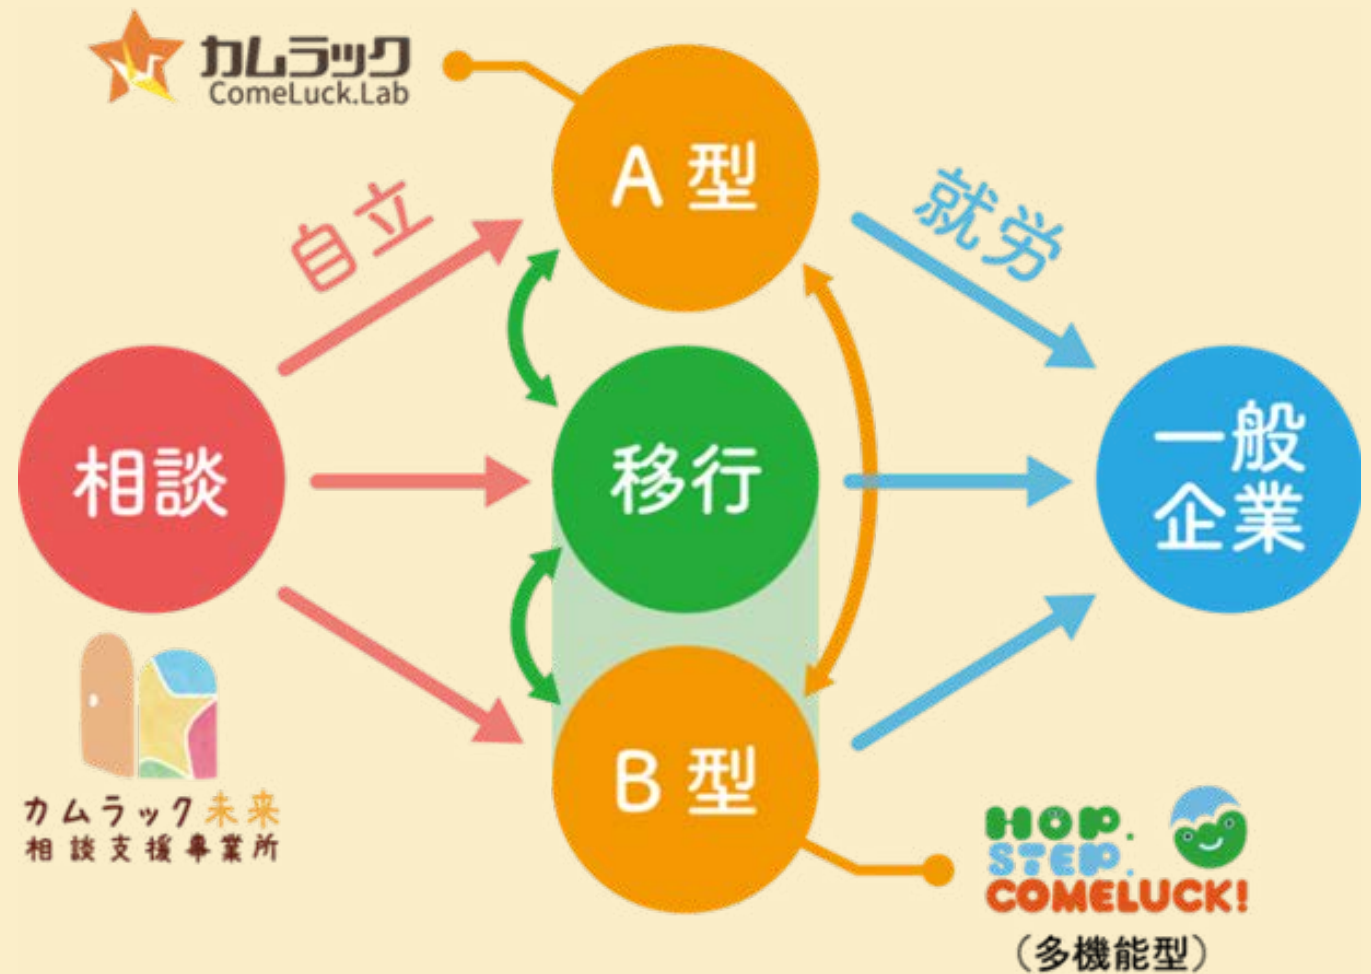 カムラック
ComeLuck.Lab
A型
自立
就労
相談
移行
一般
企業
B型
カムラック未来
相談支援事業所
HOP.
STEP.
COMELUCK!
（多機能型）